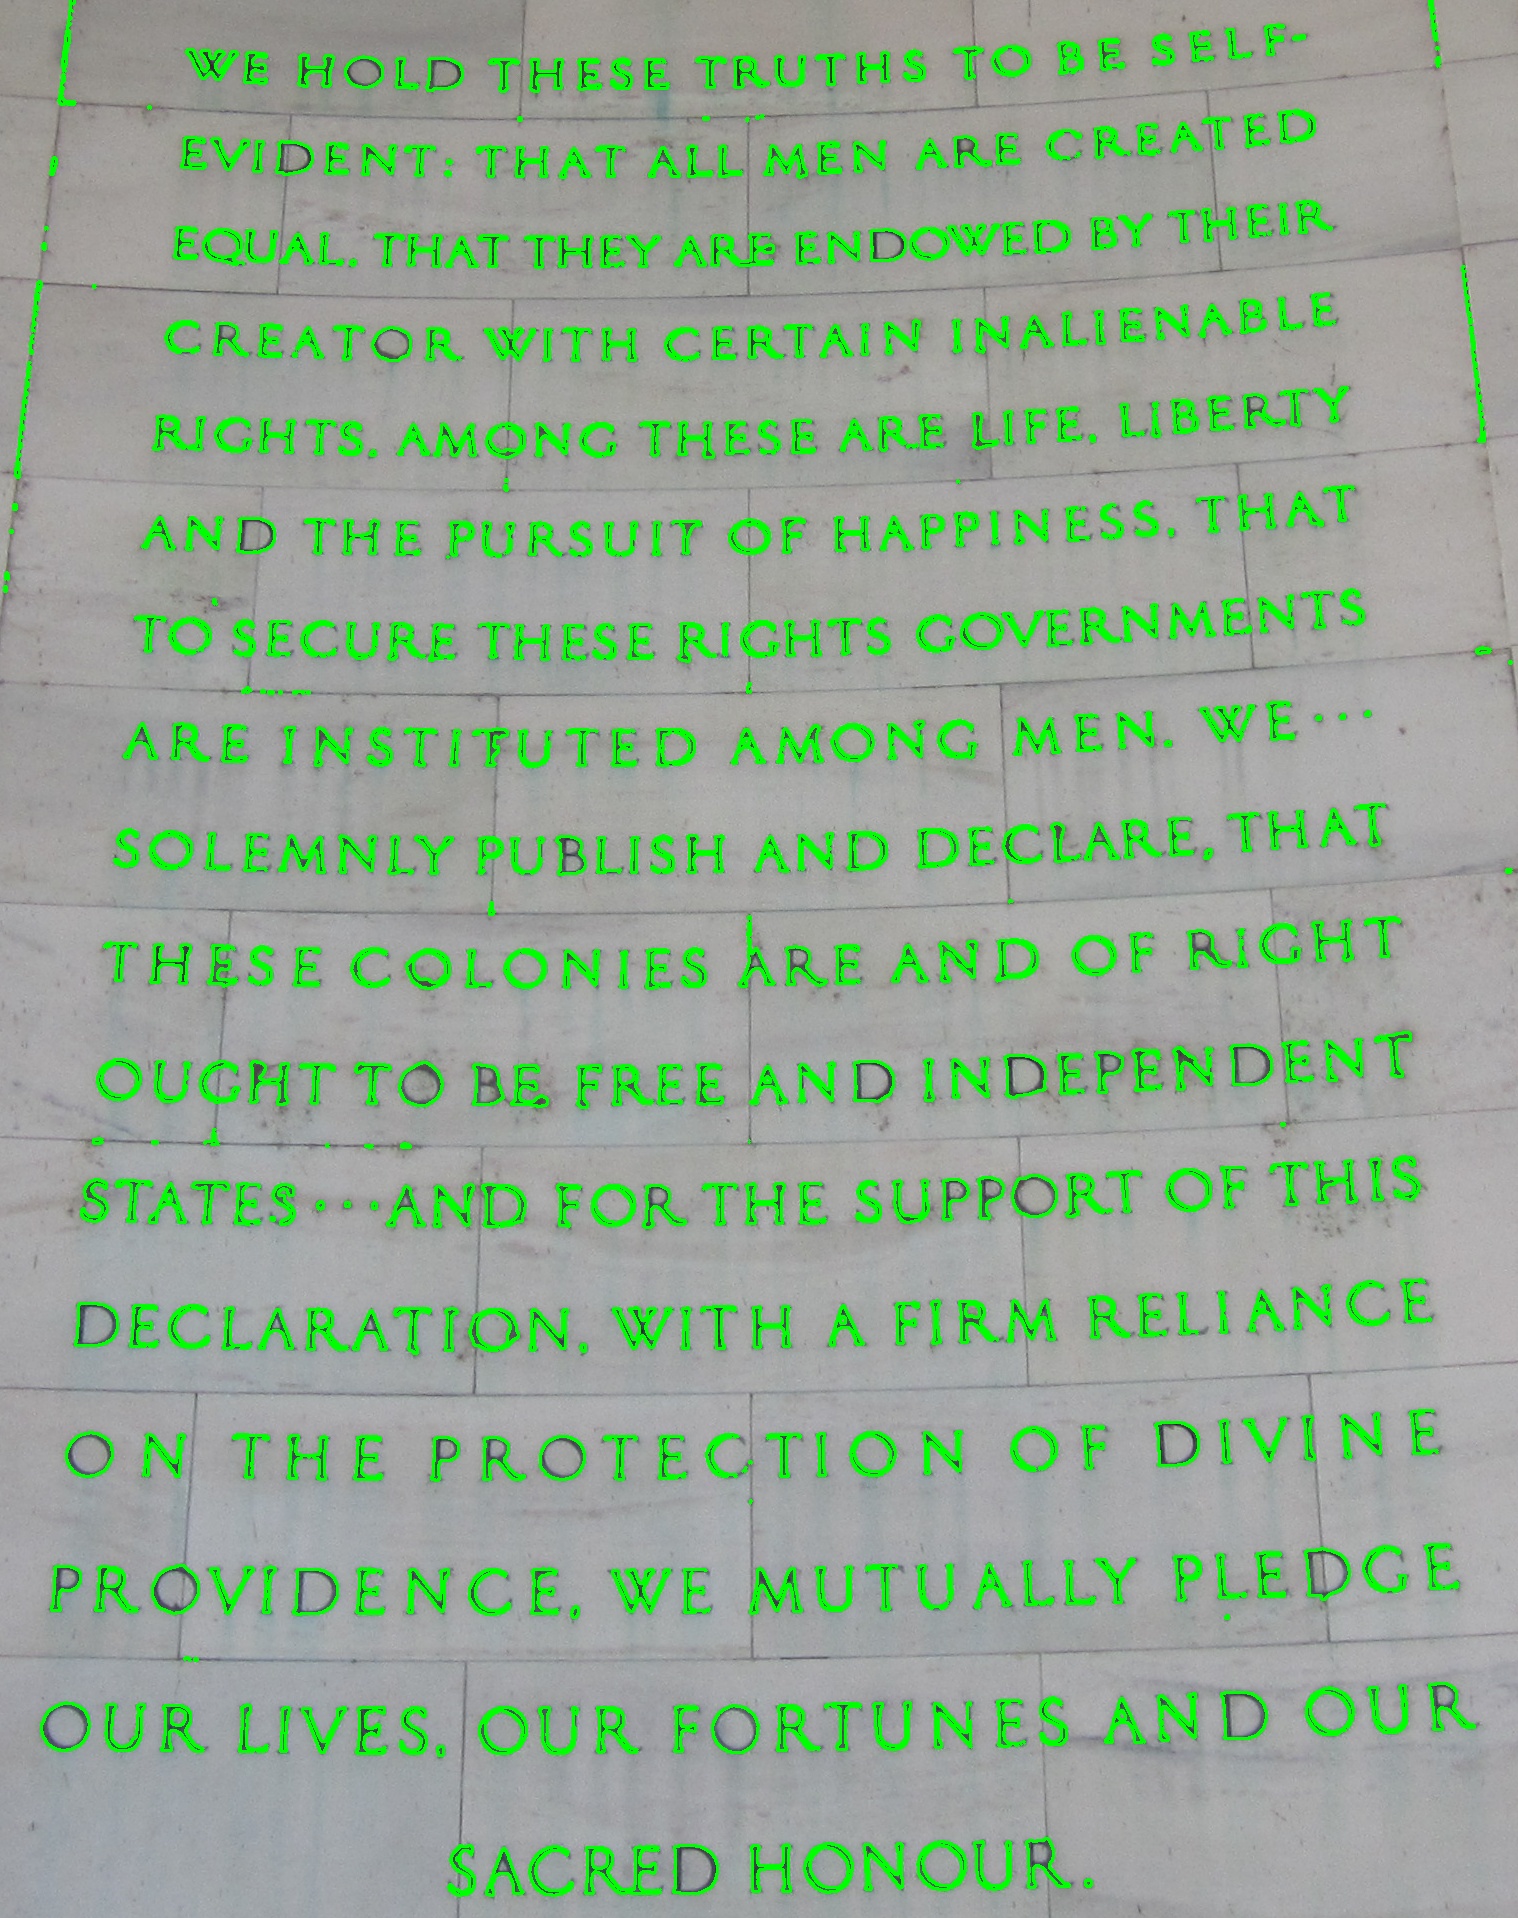 WE HOLD THESE TRUTHS TO BE SELF-
EVIDENT: THAT ALL MEN ARE CREATED
EQUAL. THAT THEY ARE ENDOWED BY THEIR
CREATOR WITH CERTAIN INALIENABLE
RIGHTS. AMONG THESE ARE LIFE. LIBERTY
AND THE PURSUIT OF HAPPINESS. THAT
TO SECURE THESE RIGHTS GOVERNMENTS
ARE INSTITUTED AMONG MEN. WE···
SOLEMNLY PUBLISH AND DECLARE, THAT
THESE COLONIES ARE AND OF RIGHT
OUGHT TO BE FREE AND INDEPENDENT
STATES···AND FOR THE SUPPORT OF THIS
DECLARATION, WITH A FIRM RELIANCE
ON THE PROTECTION OF DIVINE
PROVIDENCE, WE MUTUALLY PLEDGE
OUR LIVES, OUR FORTUNES AND OUR
SACRED HONOUR.